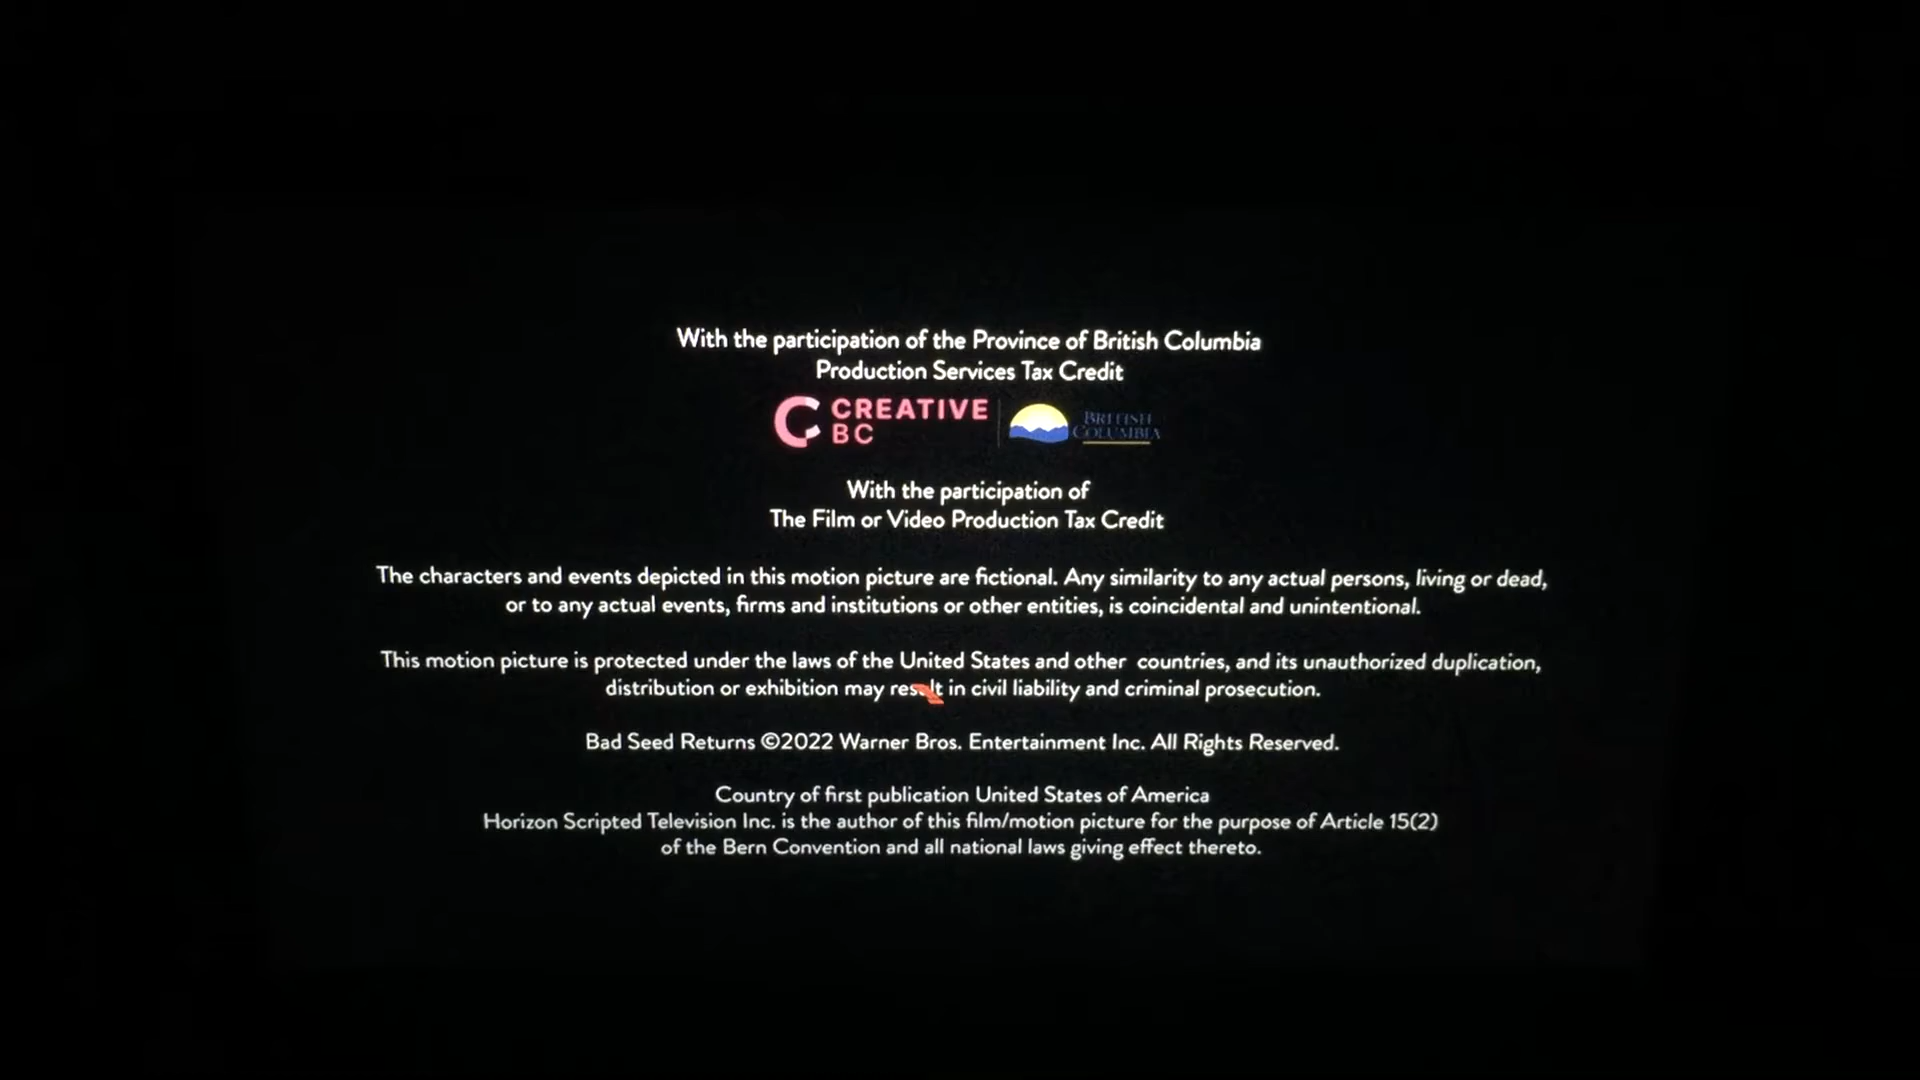 With the participation of the Province of British Columbia
Production Services Tax Credit
CREATIVE
BC
BRITISH
COLUMBIA
With the participation of
The Film or Video Production Tax Credit
The characters and events depicted in this motion picture are fictional. Any similarity to any actual persons, living or dead,
or to any actual events, firms and institutions or other entities, is coincidental and unintentional.
This motion picture is protected under the laws of the United States and other countries, and its unauthorized duplication,
distribution or exhibition may result in civil liability and criminal prosecution.
Bad Seed Returns ©2022 Warner Bros. Entertainment Inc. All Rights Reserved.
Country of first publication United States of America
Horizon Scripted Television Inc. is the author of this film/motion picture for the purpose of Article 15(2)
of the Bern Convention and all national laws giving effect thereto.